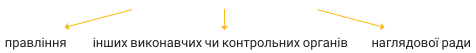 правління інших виконавчих чи контрольних органів наглядової ради